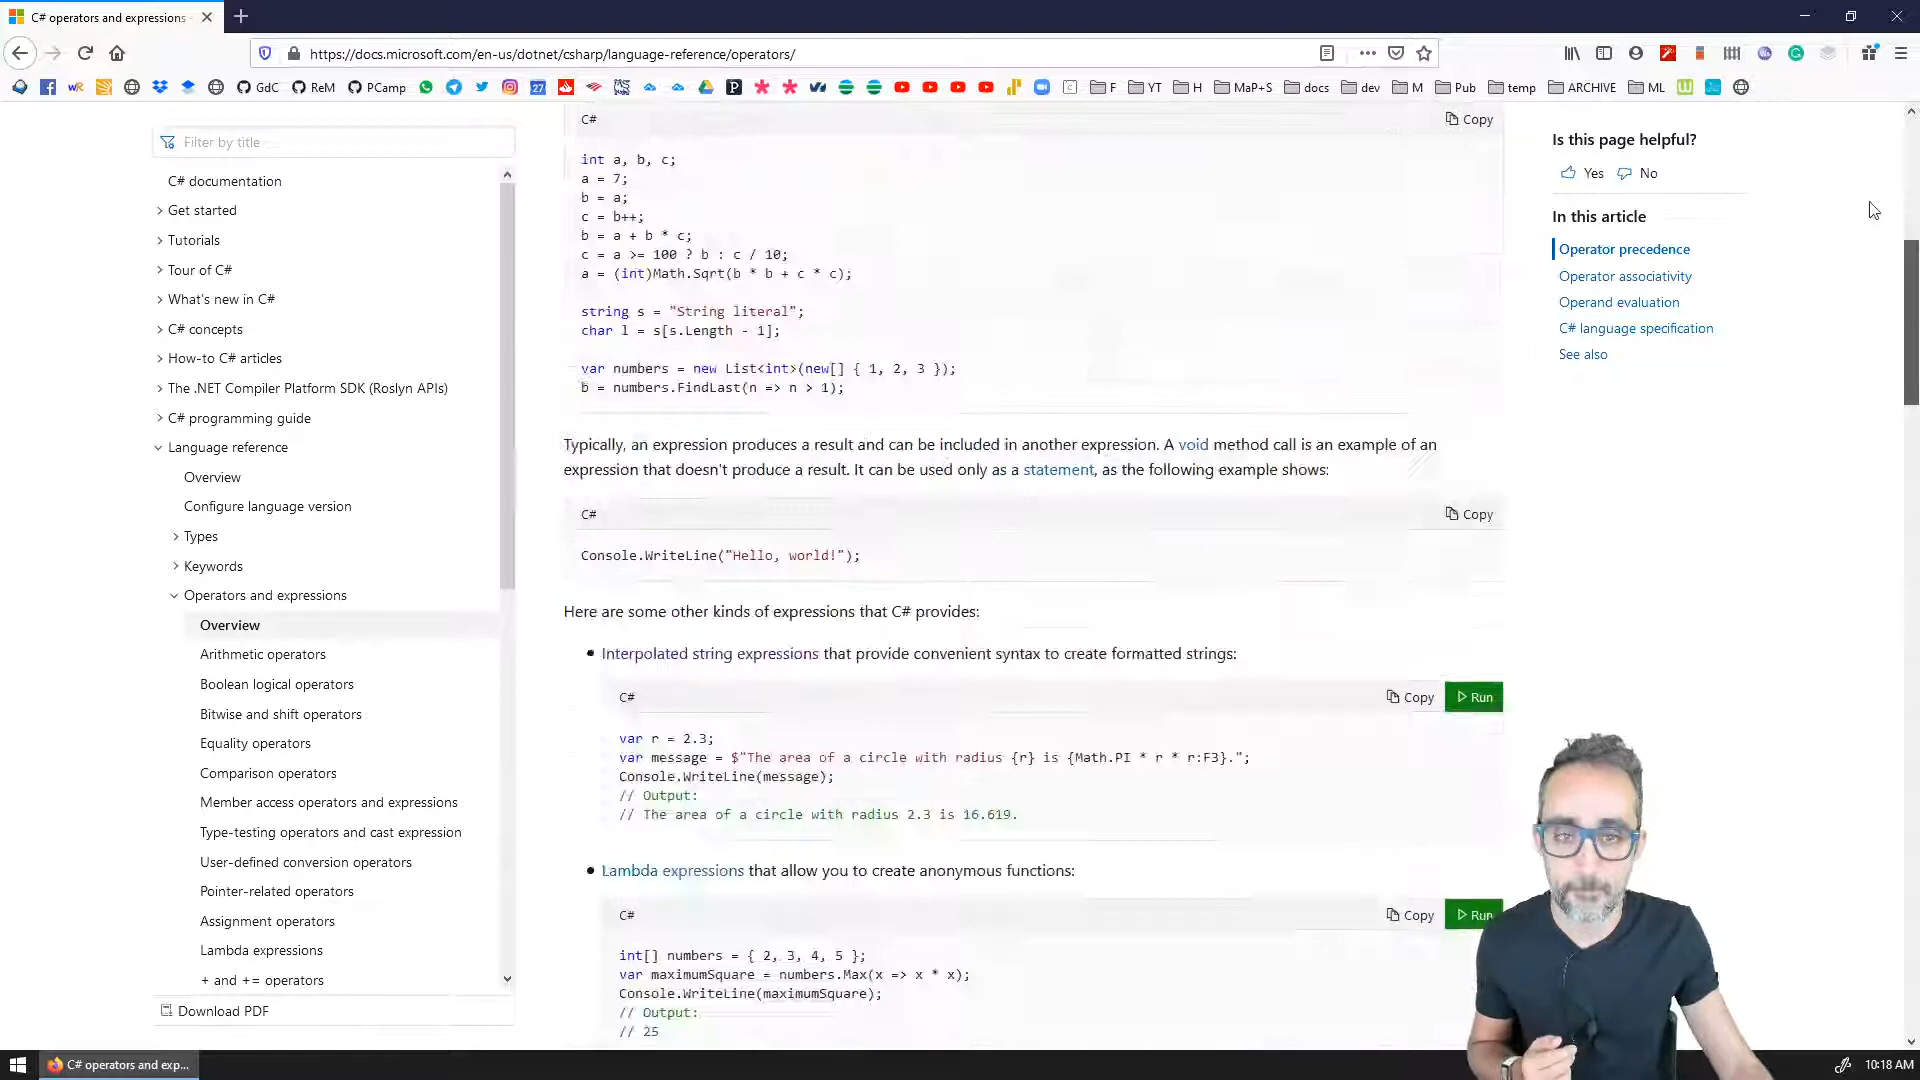 C# operators and expressions
https://docs.microsoft.com/en-us/dotnet/csharp/language-reference/operators/
GdC
ReM
PCamp
27
F
YT
H
MaP+S
docs
dev
M
Pub
temp
ARCHIVE
ML
Filter by title
C# documentation
Get started
Tutorials
Tour of C#
What's new in C#
C# concepts
How-to C# articles
The .NET Compiler Platform SDK (Roslyn APIs)
C# programming guide
Language reference
Overview
Configure language version
Types
Keywords
Operators and expressions
Overview
Arithmetic operators
Boolean logical operators
Bitwise and shift operators
Equality operators
Comparison operators
Member access operators and expressions
Type-testing operators and cast expression
User-defined conversion operators
Pointer-related operators
Assignment operators
Lambda expressions
+ and += operators
Download PDF
C#
Copy
int a, b, c;
a = 7;
b = a;
c = b++;
b = a + b * c;
c = a >= 100 ? b : c / 10;
a = (int)Math.Sqrt(b * b + c * c);
string s = "String literal";
char l = s[s.Length - 1];
var numbers = new List<int>(new[] { 1, 2, 3 });
b = numbers.FindLast(n => n > 1);
Typically, an expression produces a result and can be included in another expression. A void method call is an example of an
expression that doesn't produce a result. It can be used only as a statement, as the following example shows:
C#
Copy
Console.WriteLine("Hello, world!");
Here are some other kinds of expressions that C# provides:
• Interpolated string expressions that provide convenient syntax to create formatted strings:
C#
Copy
Run
var r = 2.3;
var message = $"The area of a circle with radius {r} is {Math.PI * r * r:F3}.";
Console.WriteLine(message);
// Output:
// The area of a circle with radius 2.3 is 16.619.
• Lambda expressions that allow you to create anonymous functions:
C#
Copy
Run
int[] numbers = { 2, 3, 4, 5 };
var maximumSquare = numbers.Max(x => x * x);
Console.WriteLine(maximumSquare);
// Output:
// 25
Is this page helpful?
Yes
No
In this article
Operator precedence
Operator associativity
Operand evaluation
C# language specification
See also
C# operators and exp...
10:18 AM